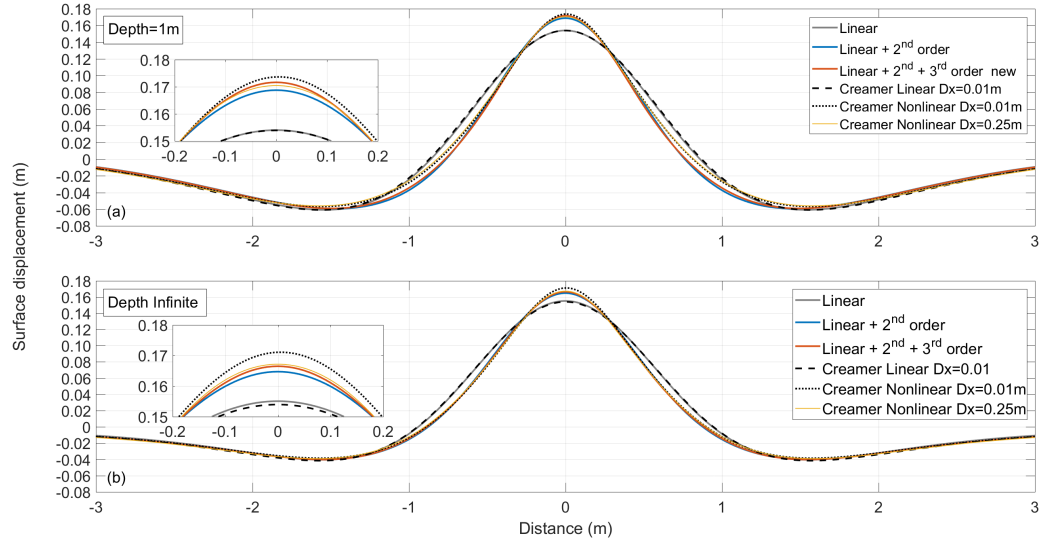 Surface displacement (m)
0.18
0.16
0.14
0.12
0.10
0.08
0.06
0.04
0.02
0
-0.02
-0.04
-0.06
-0.08
Depth=1m
0.18
0.17
0.16
0.15
-0.2 -0.1 0 0.1 0.2
Linear
Linear + 2nd order
Linear + 2nd + 3rd order new
Creamer Linear Dx=0.01m
Creamer Nonlinear Dx=0.01m
Creamer Nonlinear Dx=0.25m
(a)
-3 -2 -1 0 1 2 3
0.18
0.16
0.14
0.12
0.10
0.08
0.06
0.04
0.02
0
-0.02
-0.04
-0.06
-0.08
Depth Infinite
0.18
0.17
0.16
0.15
-0.2 -0.1 0 0.1 0.2
Linear
Linear + 2nd order
Linear + 2nd + 3rd order
Creamer Linear Dx=0.01
Creamer Nonlinear Dx=0.01m
Creamer Nonlinear Dx=0.25m
(b)
-3 -2 -1 0 1 2 3
Distance (m)